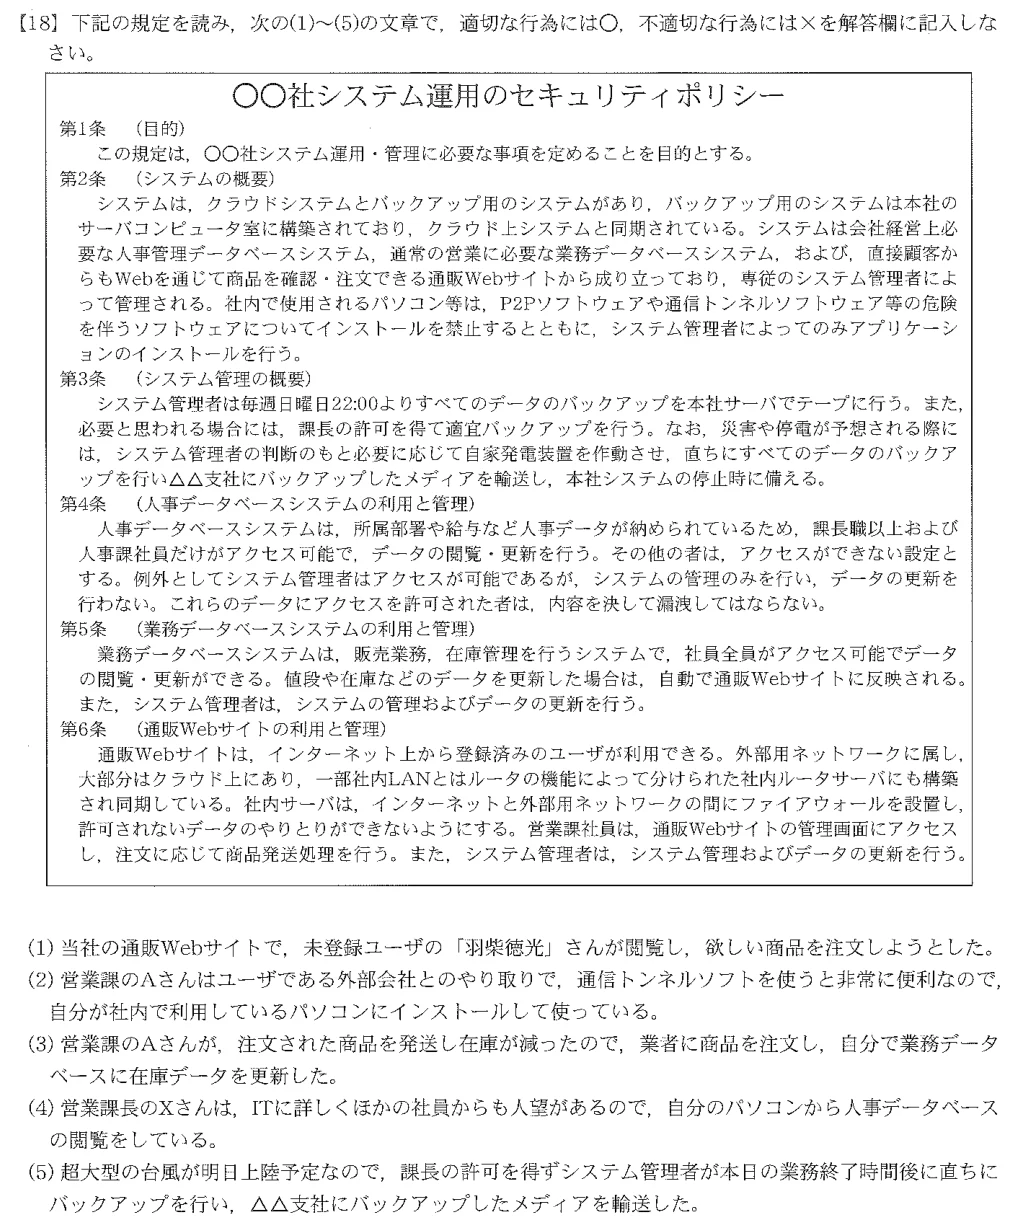 【18】下記の規定を読み，次の(1)～(5)の文章で，適切な行為には○，不適切な行為には×を解答欄に記入しな
さい。
○○社システム運用のセキュリティポリシー
第1条　（目的）
この規定は，○○社システム運用・管理に必要な事項を定めることを目的とする。
第2条　（システムの概要）
システムは，クラウドシステムとバックアップ用のシステムがあり，バックアップ用のシステムは本社の
サーバコンピュータ室に構築されており，クラウド上システムと同期されている。システムは会社経営上必
要な人事管理データベースシステム，通常の営業に必要な業務データベースシステム，および，直接顧客か
らもWebを通じて商品を確認・注文できる通販Webサイトから成り立っており，専従のシステム管理者によ
って管理される。社内で使用されるパソコン等は，P2Pソフトウェアや通信トンネルソフトウェア等の危険
を伴うソフトウェアについてインストールを禁止するとともに，システム管理者によってのみアプリケーシ
ョンのインストールを行う。
第3条　（システム管理の概要）
システム管理者は毎週日曜日22:00よりすべてのデータのバックアップを本社サーバでテープに行う。また，
必要と思われる場合には，課長の許可を得て適宜バックアップを行う。なお，災害や停電が予想される際に
は，システム管理者の判断のもと必要に応じて自家発電装置を作動させ，直ちにすべてのデータのバックア
ップを行い△△支社にバックアップしたメディアを輸送し，本社システムの停止時に備える。
第4条　（人事データベースシステムの利用と管理）
人事データベースシステムは，所属部署や給与など人事データが納められているため，課長職以上および
人事課社員だけがアクセス可能で，データの閲覧・更新を行う。その他の者は，アクセスができない設定と
する。例外としてシステム管理者はアクセスが可能であるが，システムの管理のみを行い，データの更新を
行わない。これらのデータにアクセスを許可された者は，内容を決して漏洩してはならない。
第5条　（業務データベースシステムの利用と管理）
業務データベースシステムは，販売業務，在庫管理を行うシステムで，社員全員がアクセス可能でデータ
の閲覧・更新ができる。値段や在庫などのデータを更新した場合は，自動で通販Webサイトに反映される。
また，システム管理者は，システムの管理およびデータの更新を行う。
第6条　（通販Webサイトの利用と管理）
通販Webサイトは，インターネット上から登録済みのユーザが利用できる。外部用ネットワークに属し，
大部分はクラウド上にあり，一部社内LANとはルータの機能によって分けられた社内ルータサーバにも構築
され同期している。社内サーバは，インターネットと外部用ネットワークの間にファイアウォールを設置し，
許可されないデータのやりとりができないようにする。営業課社員は，通販Webサイトの管理画面にアクセス
し，注文に応じて商品発送処理を行う。また，システム管理者は，システム管理およびデータの更新を行う。
(1) 当社の通販Webサイトで，未登録ユーザの「羽柴徳光」さんが閲覧し，欲しい商品を注文しようとした。
(2) 営業課のAさんはユーザである外部会社とのやり取りで，通信トンネルソフトを使うと非常に便利なので，
自分が社内で利用しているパソコンにインストールして使っている。
(3) 営業課のAさんが，注文された商品を発送し在庫が減ったので，業者に商品を注文し，自分で業務データ
ベースに在庫データを更新した。
(4) 営業課長のXさんは，ITに詳しくほかの社員からも人望があるので，自分のパソコンから人事データベース
の閲覧をしている。
(5) 超大型の台風が明日上陸予定なので，課長の許可を得ずシステム管理者が本日の業務終了時間後に直ちに
バックアップを行い，△△支社にバックアップしたメディアを輸送した。